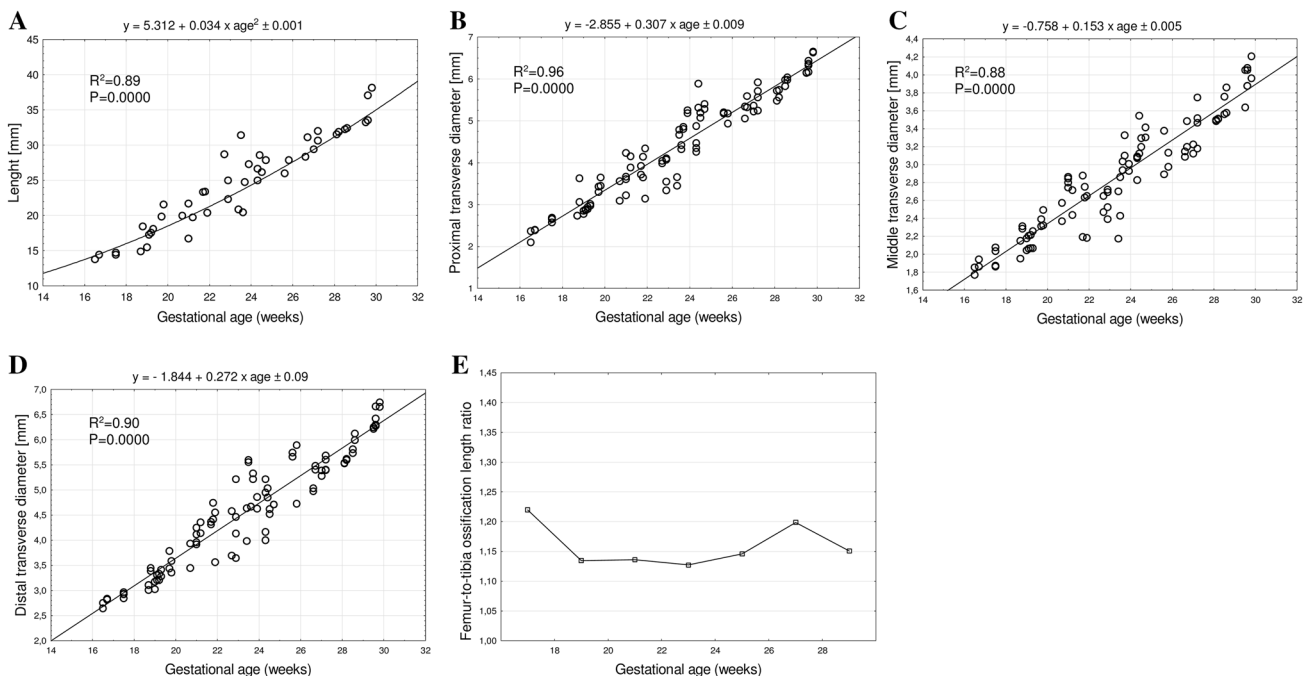 A
y = 5.312 + 0.034 x age² ± 0.001
R²=0.89
P=0.0000
Lenght [mm]
45
40
35
30
25
20
15
10
14 16 18 20 22 24 26 28 30 32
Gestational age (weeks)
B
y = -2.855 + 0.307 x age ± 0.009
R²=0.96
P=0.0000
Proximal transverse diameter [mm]
7
6
5
4
3
2
1
14 16 18 20 22 24 26 28 30 32
Gestational age (weeks)
C
y = -0.758 + 0.153 x age ± 0.005
R²=0.88
P=0.0000
Middle transverse diameter [mm]
4,4
4,2
4,0
3,8
3,6
3,4
3,2
3,0
2,8
2,6
2,4
2,2
2,0
1,8
1,6
14 16 18 20 22 24 26 28 30 32
Gestational age (weeks)
D
y = - 1.844 + 0.272 x age ± 0.09
R²=0.90
P=0.0000
Distal transverse diameter [mm]
7,0
6,5
6,0
5,5
5,0
4,5
4,0
3,5
3,0
2,5
2,0
14 16 18 20 22 24 26 28 30 32
Gestational age (weeks)
E
Femur-to-tibia ossification length ratio
1,45
1,40
1,35
1,30
1,25
1,20
1,15
1,10
1,05
1,00
16 18 20 22 24 26 28
Gestational age (weeks)